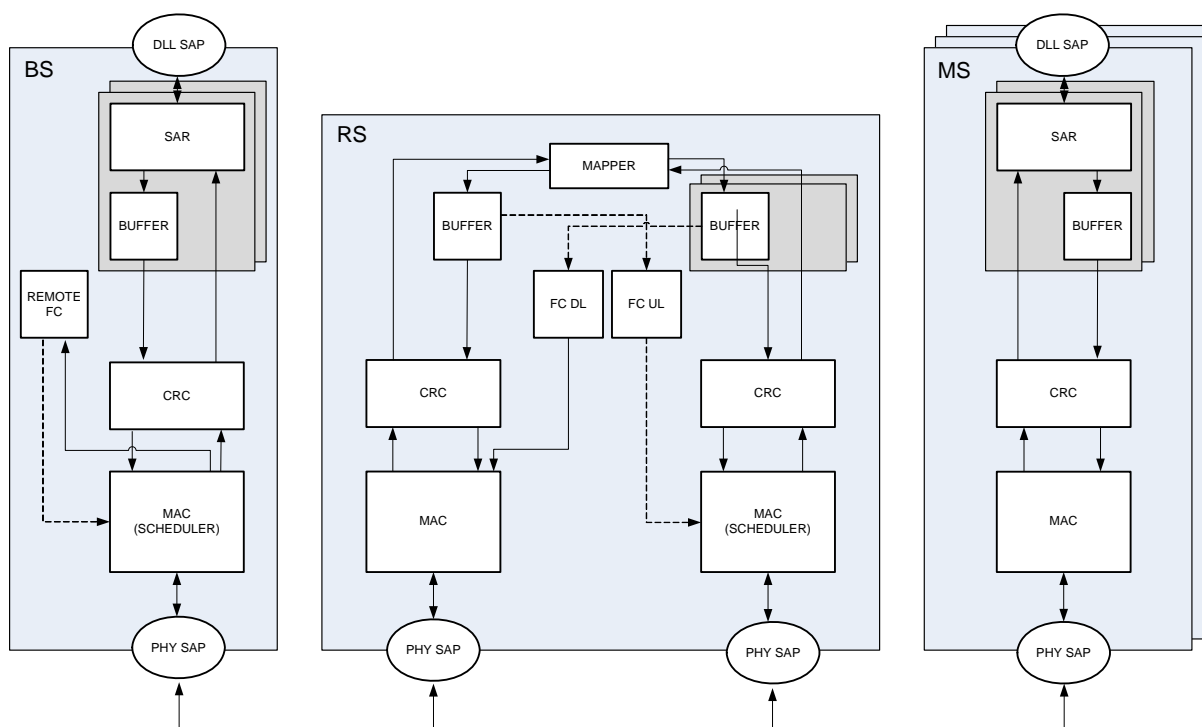 DLL SAP
BS
SAR
BUFFER
REMOTE
FC
CRC
MAC
(SCHEDULER)
PHY SAP
RS
MAPPER
BUFFER
BUFFER
FC DL
FC UL
CRC
CRC
MAC
MAC
(SCHEDULER)
PHY SAP
PHY SAP
DLL SAP
MS
SAR
BUFFER
CRC
MAC
PHY SAP